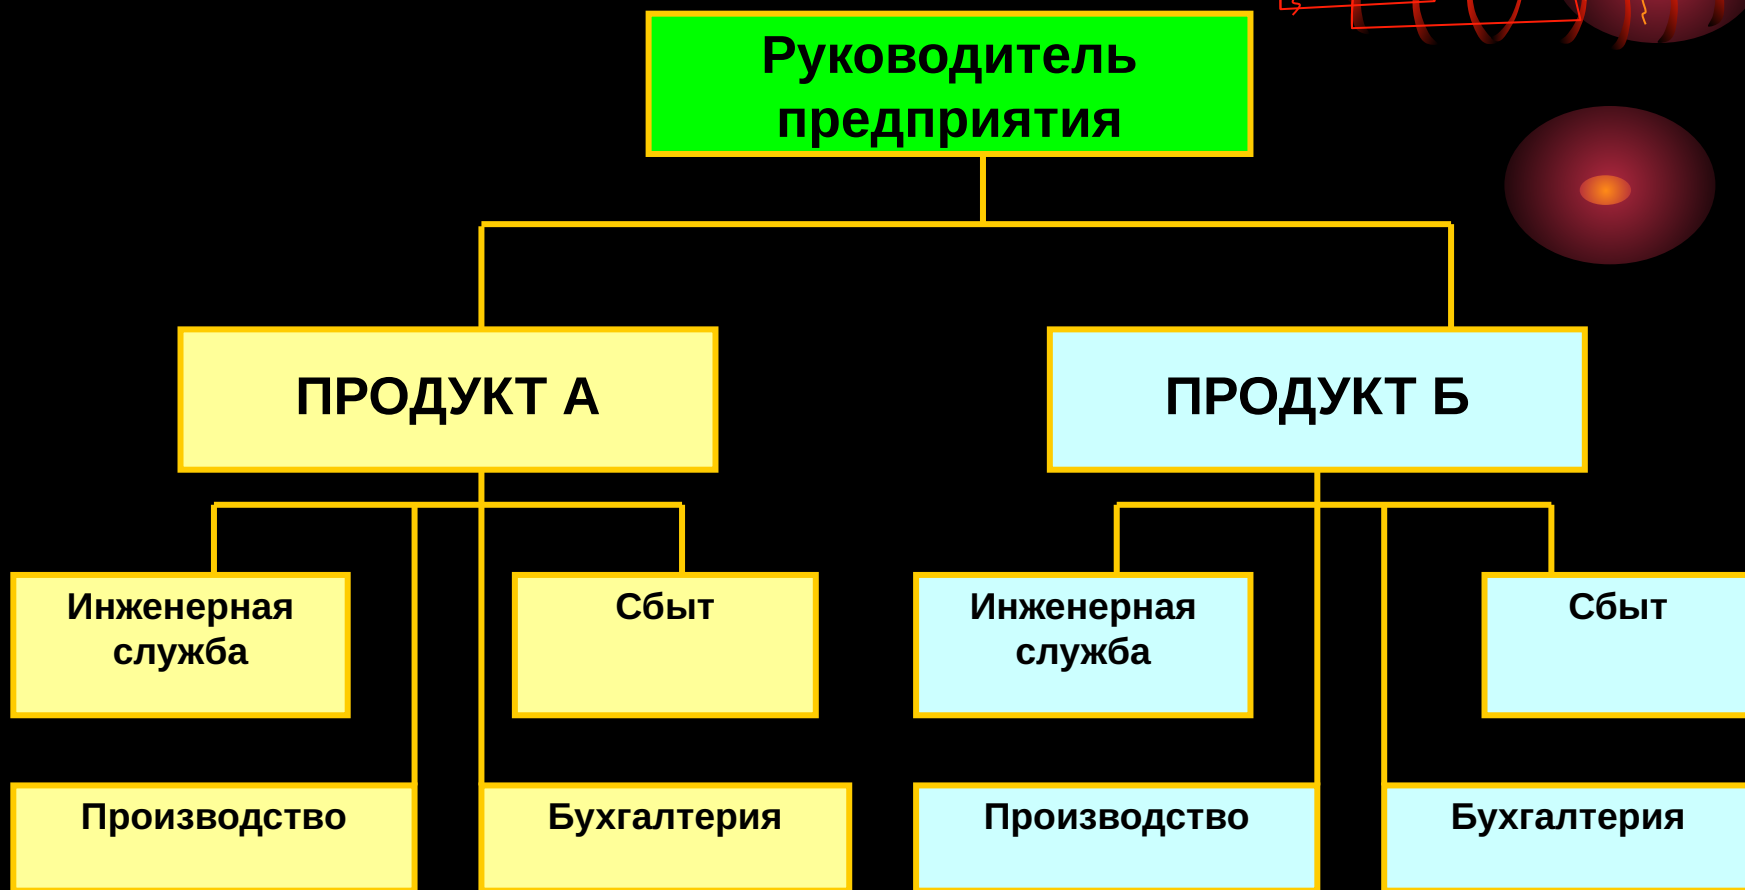 Руководитель
предприятия
ПРОДУКТ А
ПРОДУКТ Б
Инженерная
служба
Сбыт
Инженерная
служба
Сбыт
Производство
Бухгалтерия
Производство
Бухгалтерия